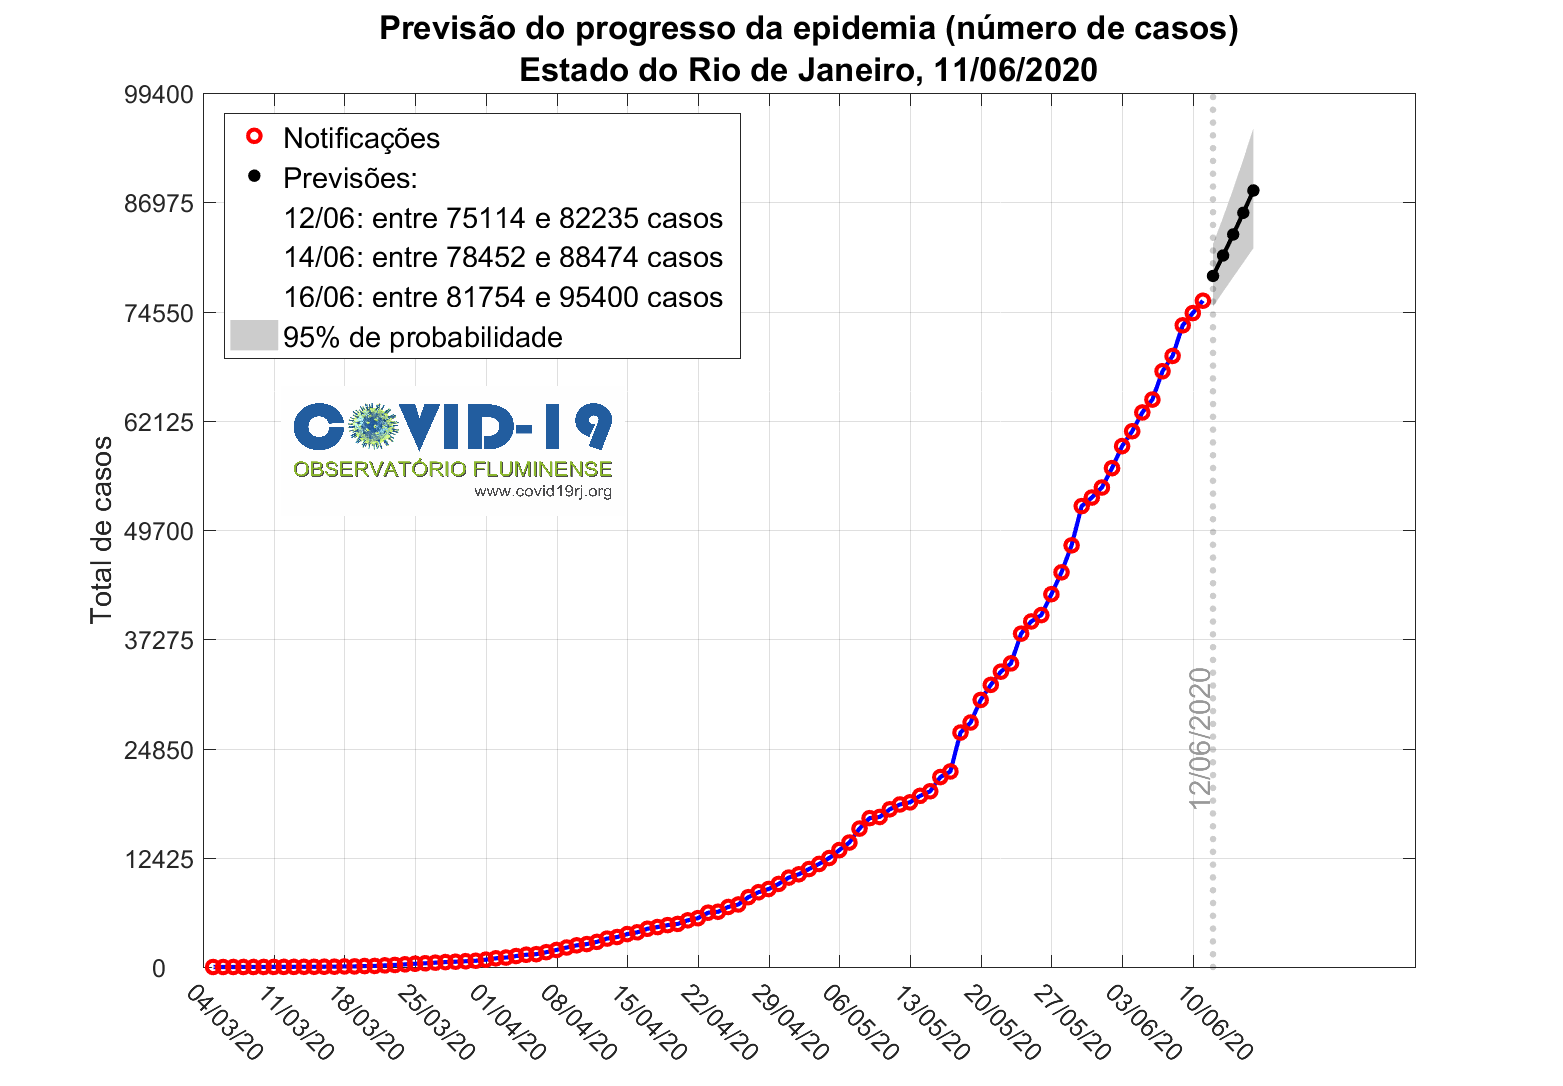 Previsão do progresso da epidemia (número de casos)
Estado do Rio de Janeiro, 11/06/2020
99400
86975
74550
62125
49700
37275
24850
12425
0
Total de casos
Notificações
Previsões:
12/06: entre 75114 e 82235 casos
14/06: entre 78452 e 88474 casos
16/06: entre 81754 e 95400 casos
95% de probabilidade
COVID-19
OBSERVATÓRIO FLUMINENSE
www.covid19rj.org
12/06/2020
04/03/20
11/03/20
18/03/20
25/03/20
01/04/20
08/04/20
15/04/20
22/04/20
29/04/20
06/05/20
13/05/20
20/05/20
27/05/20
03/06/20
10/06/20